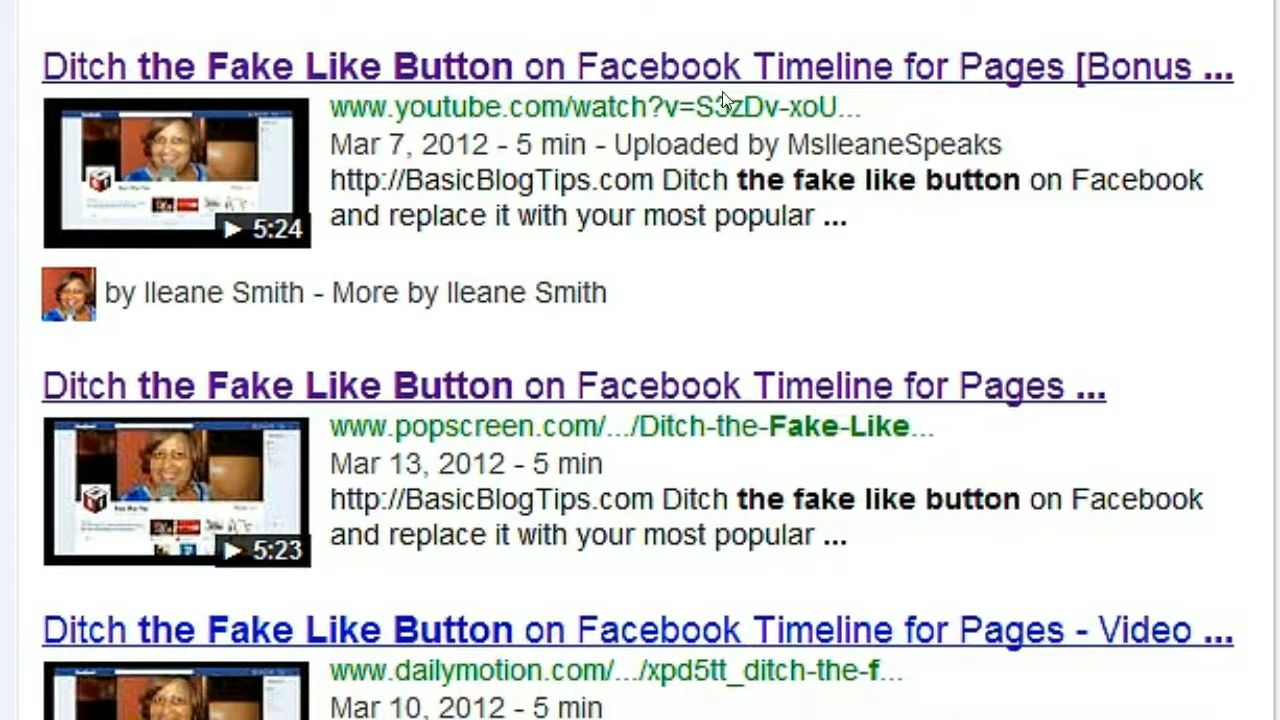 Ditch the Fake Like Button on Facebook Timeline for Pages [Bonus ...
www.youtube.com/watch?v=S3zDv-xoU...
Mar 7, 2012 - 5 min - Uploaded by MsIleaneSpeaks
http://BasicBlogTips.com Ditch the fake like button on Facebook
and replace it with your most popular ...
5:24
by Ileane Smith - More by Ileane Smith
Ditch the Fake Like Button on Facebook Timeline for Pages ...
www.popscreen.com/.../Ditch-the-Fake-Like...
Mar 13, 2012 - 5 min
http://BasicBlogTips.com Ditch the fake like button on Facebook
and replace it with your most popular ...
5:23
Ditch the Fake Like Button on Facebook Timeline for Pages - Video ...
www.dailymotion.com/.../xpd5tt_ditch-the-f...
Mar 10, 2012 - 5 min